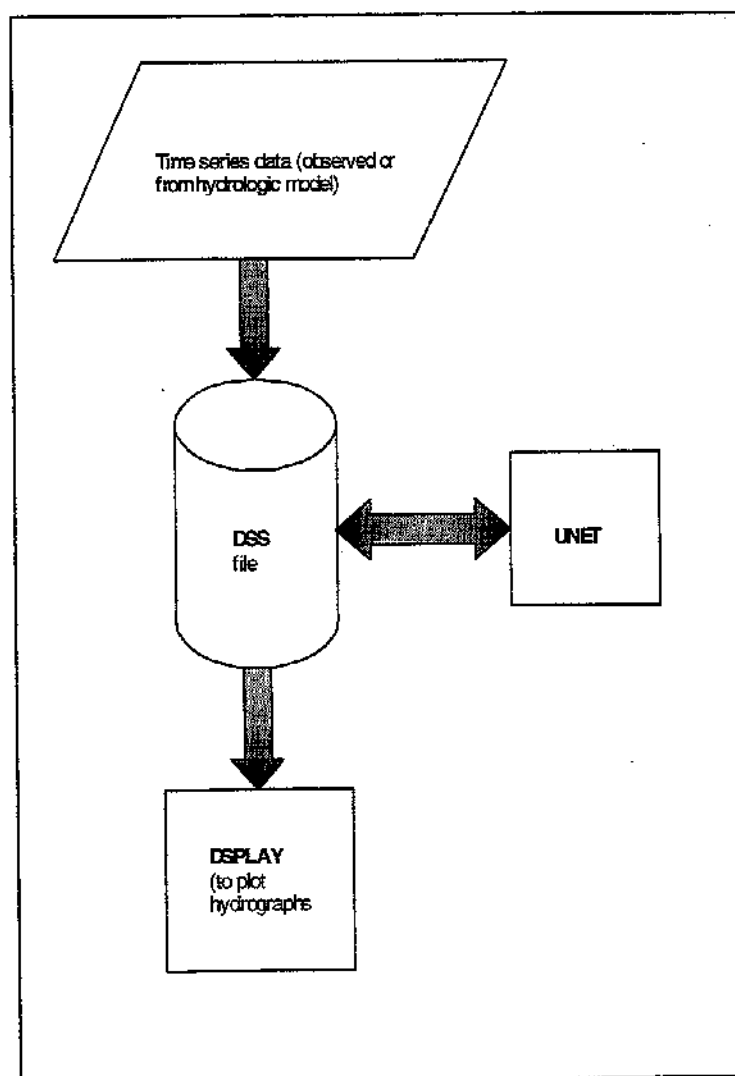 Time series data (observed or
from hydrologic model)
DSS
file
UNET
DSPLAY
(to plot
hydrographs